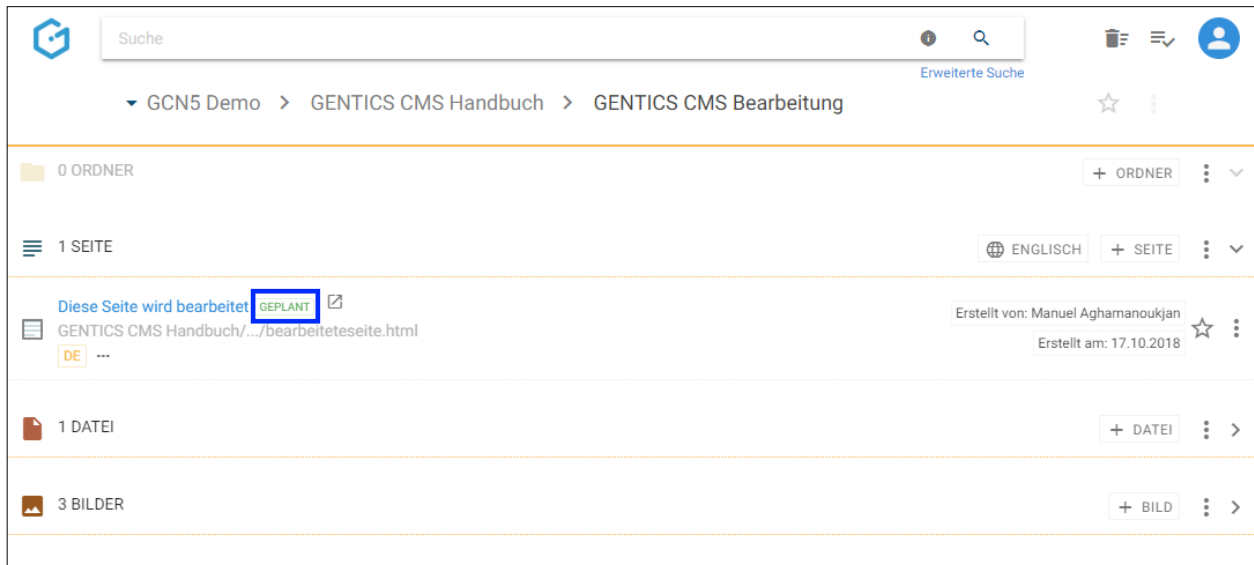 Suche
Erweiterte Suche
GCN5 Demo > GENTICS CMS Handbuch > GENTICS CMS Bearbeitung
0 ORDNER + ORDNER
1 SEITE ENGLISCH + SEITE
Diese Seite wird bearbeitet GEPLANT
Erstellt von: Manuel Aghamanoukjan
GENTICS CMS Handbuch/.../bearbeiteteseite.html
Erstellt am: 17.10.2018
DE ---
1 DATEI + DATEI
3 BILDER + BILD